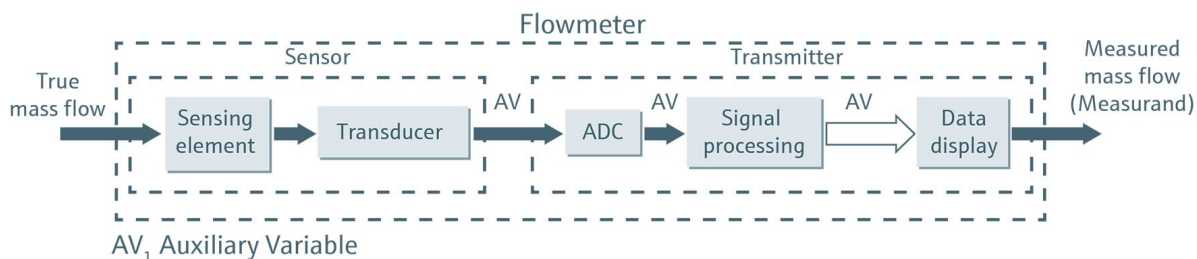 Flowmeter
Sensor
Transmitter
True
mass flow
Sensing
element
Transducer
AV
ADC
AV
Signal
processing
AV
Data
display
Measured
mass flow
(Measurand)
AV₁ Auxiliary Variable